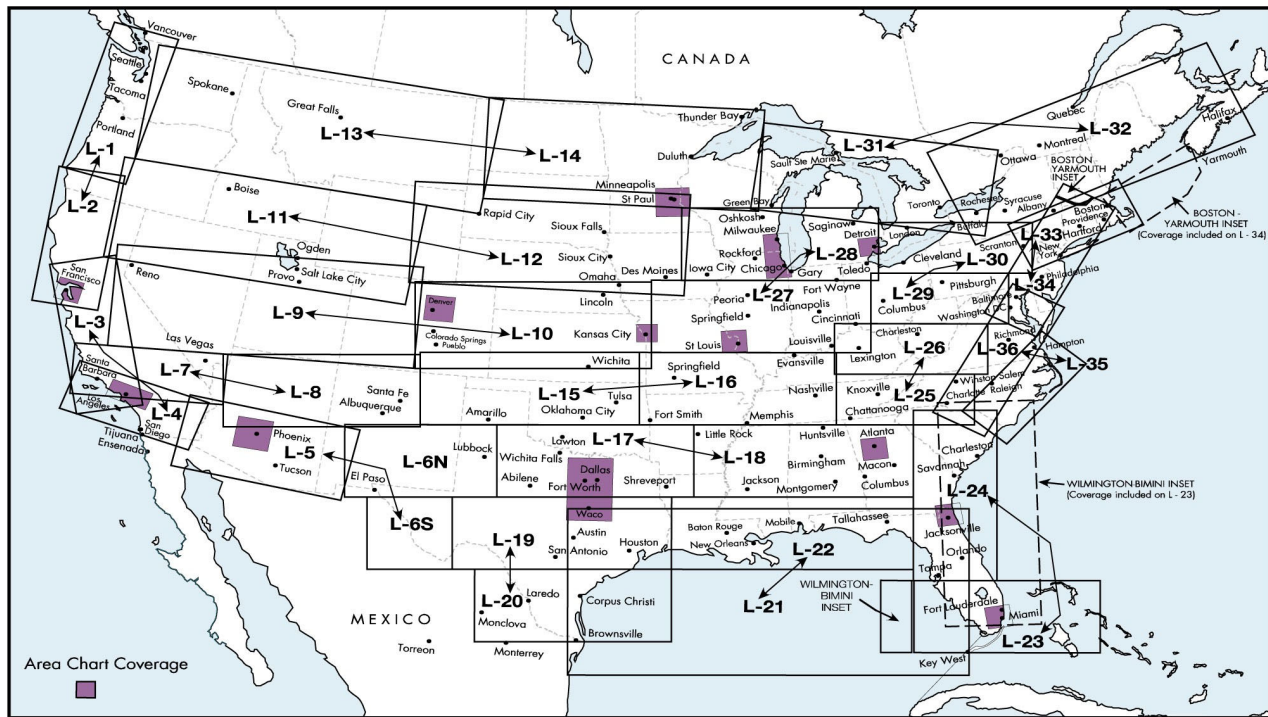 Vancouver
Seattle
Tacoma
Portland
Spokane
Great Falls
CANADA
Thunder Bay
Duluth
Sault Ste Marie
Quebec
Montreal
Ottawa
Halifax
Yarmouth
L-1
L-2
L-13
L-14
L-31
L-32
BOSTON
YARMOUTH
INSET
BOSTON -
YARMOUTH INSET
(Coverage included on L - 34)
Boise
Rapid City
Minneapolis
St Paul
Green Bay
Oshkosh
Milwaukee
Saginaw
Detroit
London
Toronto
Rochester
Buffalo
Syracuse
Albany
Boston
Providence
Hartford
Scranton
New
York
Philadelphia
L-11
L-12
L-28
L-30
L-33
L-34
Ogden
Salt Lake City
Provo
Reno
San
Francisco
Sioux Falls
Sioux City
Omaha
Des Moines
Iowa City
Rockford
Chicago
Gary
Toledo
Cleveland
Fort Wayne
Pittsburgh
Columbus
Baltimore
Washington DC
Lincoln
Peoria
Indianapolis
Springfield
Cincinnati
L-27
L-29
L-3
L-9
L-10
Denver
Colorado Springs
Pueblo
Kansas City
St Louis
Louisville
Evansville
Lexington
Charleston
Richmond
Hampton
L-26
L-36
L-35
Las Vegas
Santa
Barbara
Los
Angeles
San
Diego
Tijuana
Ensenada
L-7
L-8
L-4
Santa Fe
Albuquerque
Wichita
Springfield
Tulsa
Oklahoma City
Amarillo
L-15
L-16
Nashville
Knoxville
Chattanooga
Winston Salem
Charlotte
Raleigh
L-25
Fort Smith
Memphis
Phoenix
Tucson
L-5
El Paso
Lubbock
L-6N
L-6S
Lawton
Wichita Falls
Abilene
Dallas
Fort Worth
Waco
Shreveport
L-17
L-18
Little Rock
Huntsville
Birmingham
Jackson
Montgomery
Atlanta
Macon
Columbus
Charleston
Savannah
L-24
WILMINGTON-BIMINI INSET
(Coverage included on L - 23)
Austin
San Antonio
Houston
L-19
L-20
Laredo
Monclova
Corpus Christi
Brownsville
Monterrey
Torreon
MEXICO
Baton Rouge
New Orleans
Mobile
Tallahassee
Jacksonville
Orlando
Tampa
L-22
L-21
WILMINGTON-
BIMINI
INSET
Fort Lauderdale
Miami
L-23
Key West
Area Chart Coverage